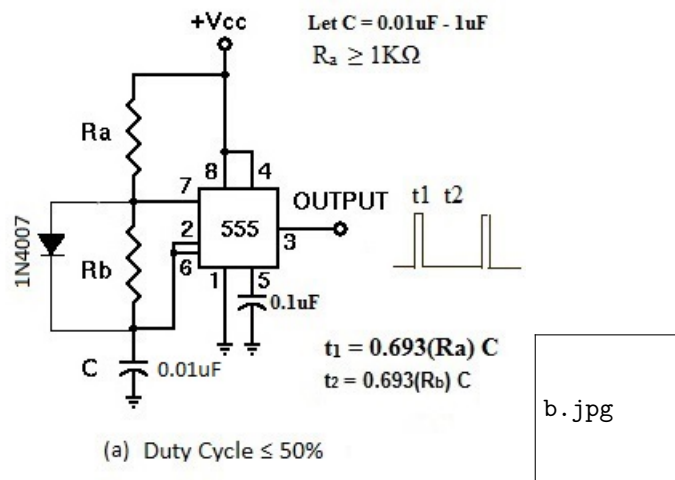 +Vcc
Let C = 0.01uF - 1uF
Ra ≥ 1KΩ
Ra
8
4
7
OUTPUT
t1 t2
1N4007
2
555
3
6
Rb
1
5
0.1uF
C
0.01uF
t1 = 0.693(Ra) C
t2 = 0.693(Rb) C
b.jpg
(a) Duty Cycle ≤ 50%